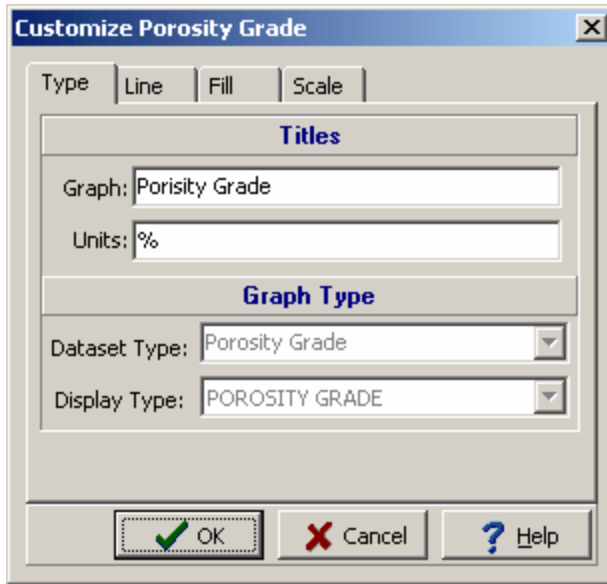 Customize Porosity Grade
Type Line Fill Scale
Titles
Graph: Porisity Grade
Units: %
Graph Type
Dataset Type: Porosity Grade
Display Type: POROSITY GRADE
OK Cancel Help